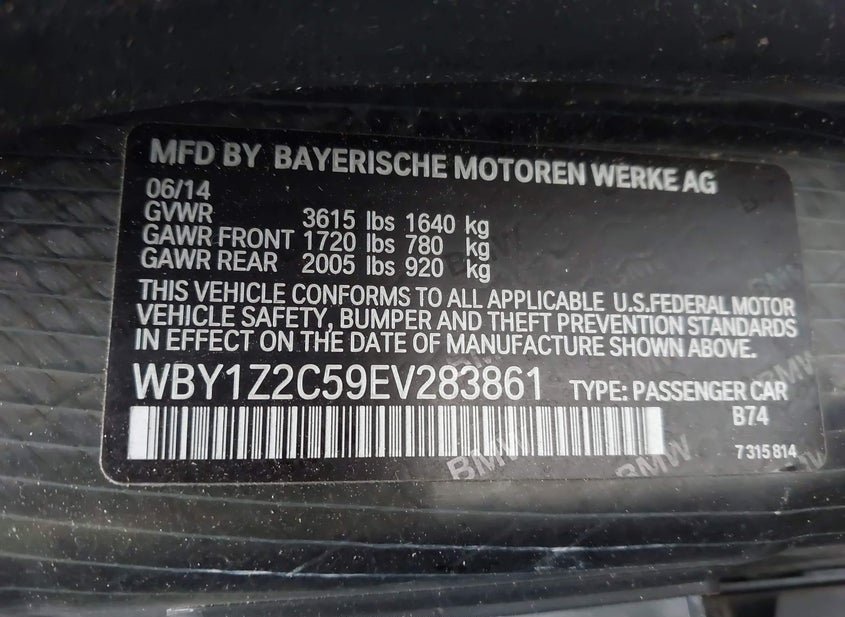 MFD BY BAYERISCHE MOTOREN WERKE AG
06/14
GVWR 3615 lbs 1640 kg
GAWR FRONT 1720 lbs 780 kg
GAWR REAR 2005 lbs 920 kg
THIS VEHICLE CONFORMS TO ALL APPLICABLE U.S.FEDERAL MOTOR
VEHICLE SAFETY, BUMPER AND THEFT PREVENTION STANDARDS
IN EFFECT ON THE DATE OF MANUFACTURE SHOWN ABOVE.
WBY1Z2C59EV283861 TYPE: PASSENGER CAR
B74
7 315 814
BMW BMW